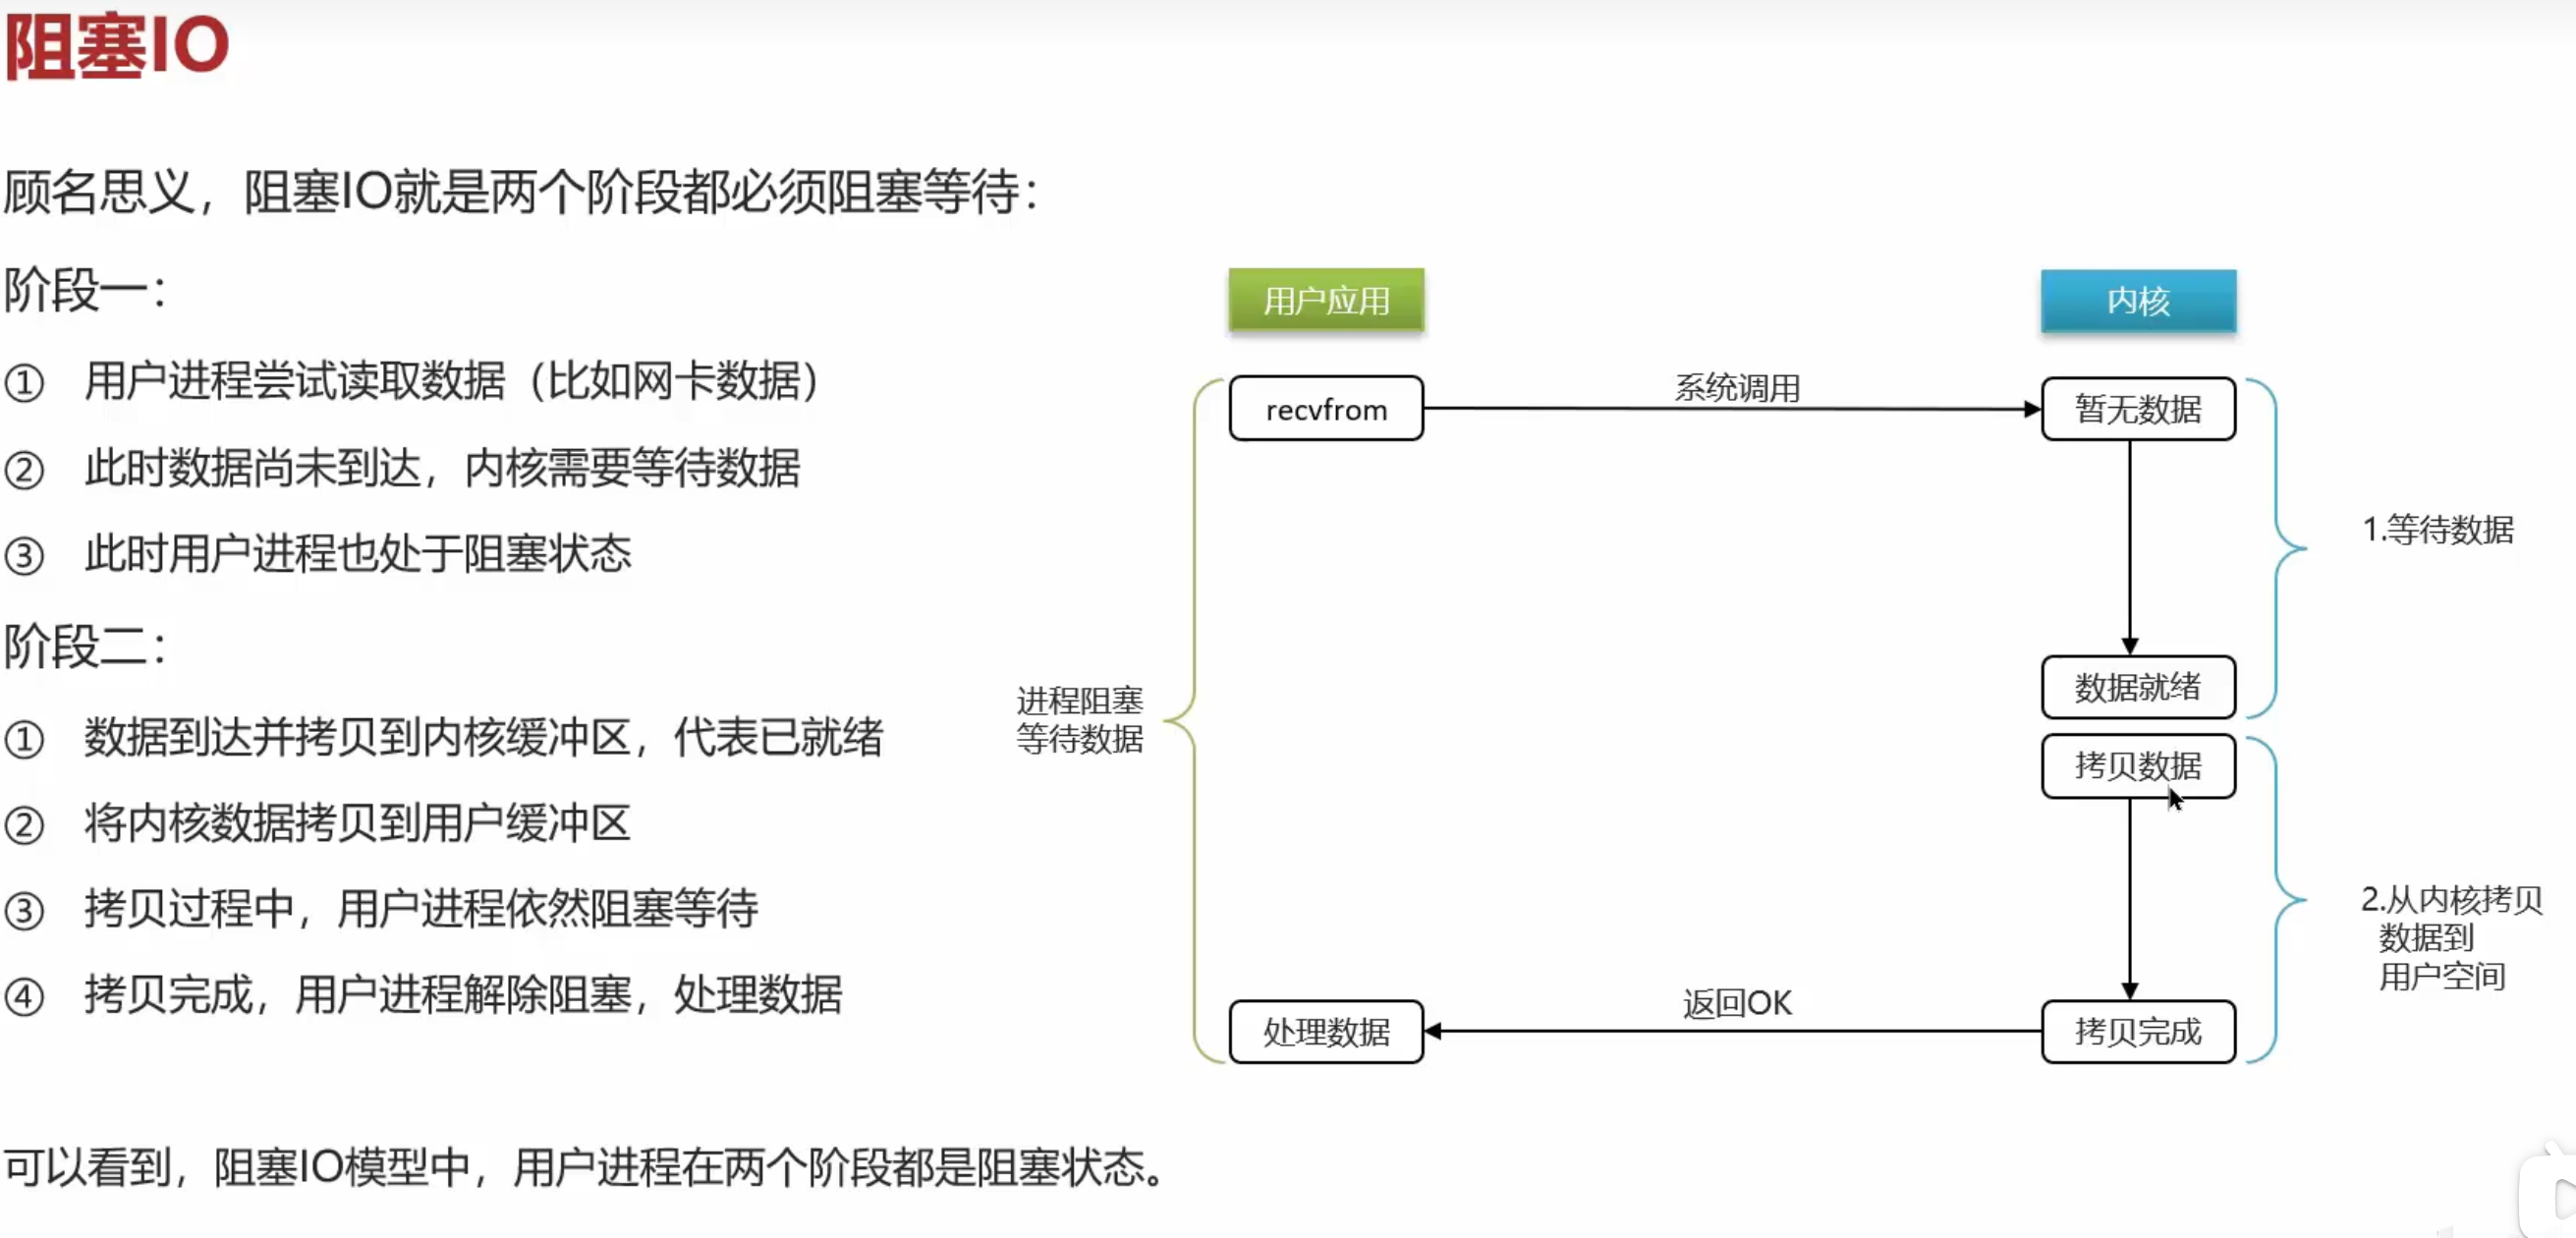 阻塞IO
顾名思义，阻塞IO就是两个阶段都必须阻塞等待：
阶段一：
① 用户进程尝试读取数据（比如网卡数据）
② 此时数据尚未到达，内核需要等待数据
③ 此时用户进程也处于阻塞状态
阶段二：
① 数据到达并拷贝到内核缓冲区，代表已就绪
② 将内核数据拷贝到用户缓冲区
③ 拷贝过程中，用户进程依然阻塞等待
④ 拷贝完成，用户进程解除阻塞，处理数据
可以看到，阻塞IO模型中，用户进程在两个阶段都是阻塞状态。
用户应用
内核
recvfrom
系统调用
暂无数据
1.等待数据
数据就绪
进程阻塞
等待数据
拷贝数据
2.从内核拷贝
数据到
用户空间
处理数据
返回OK
拷贝完成